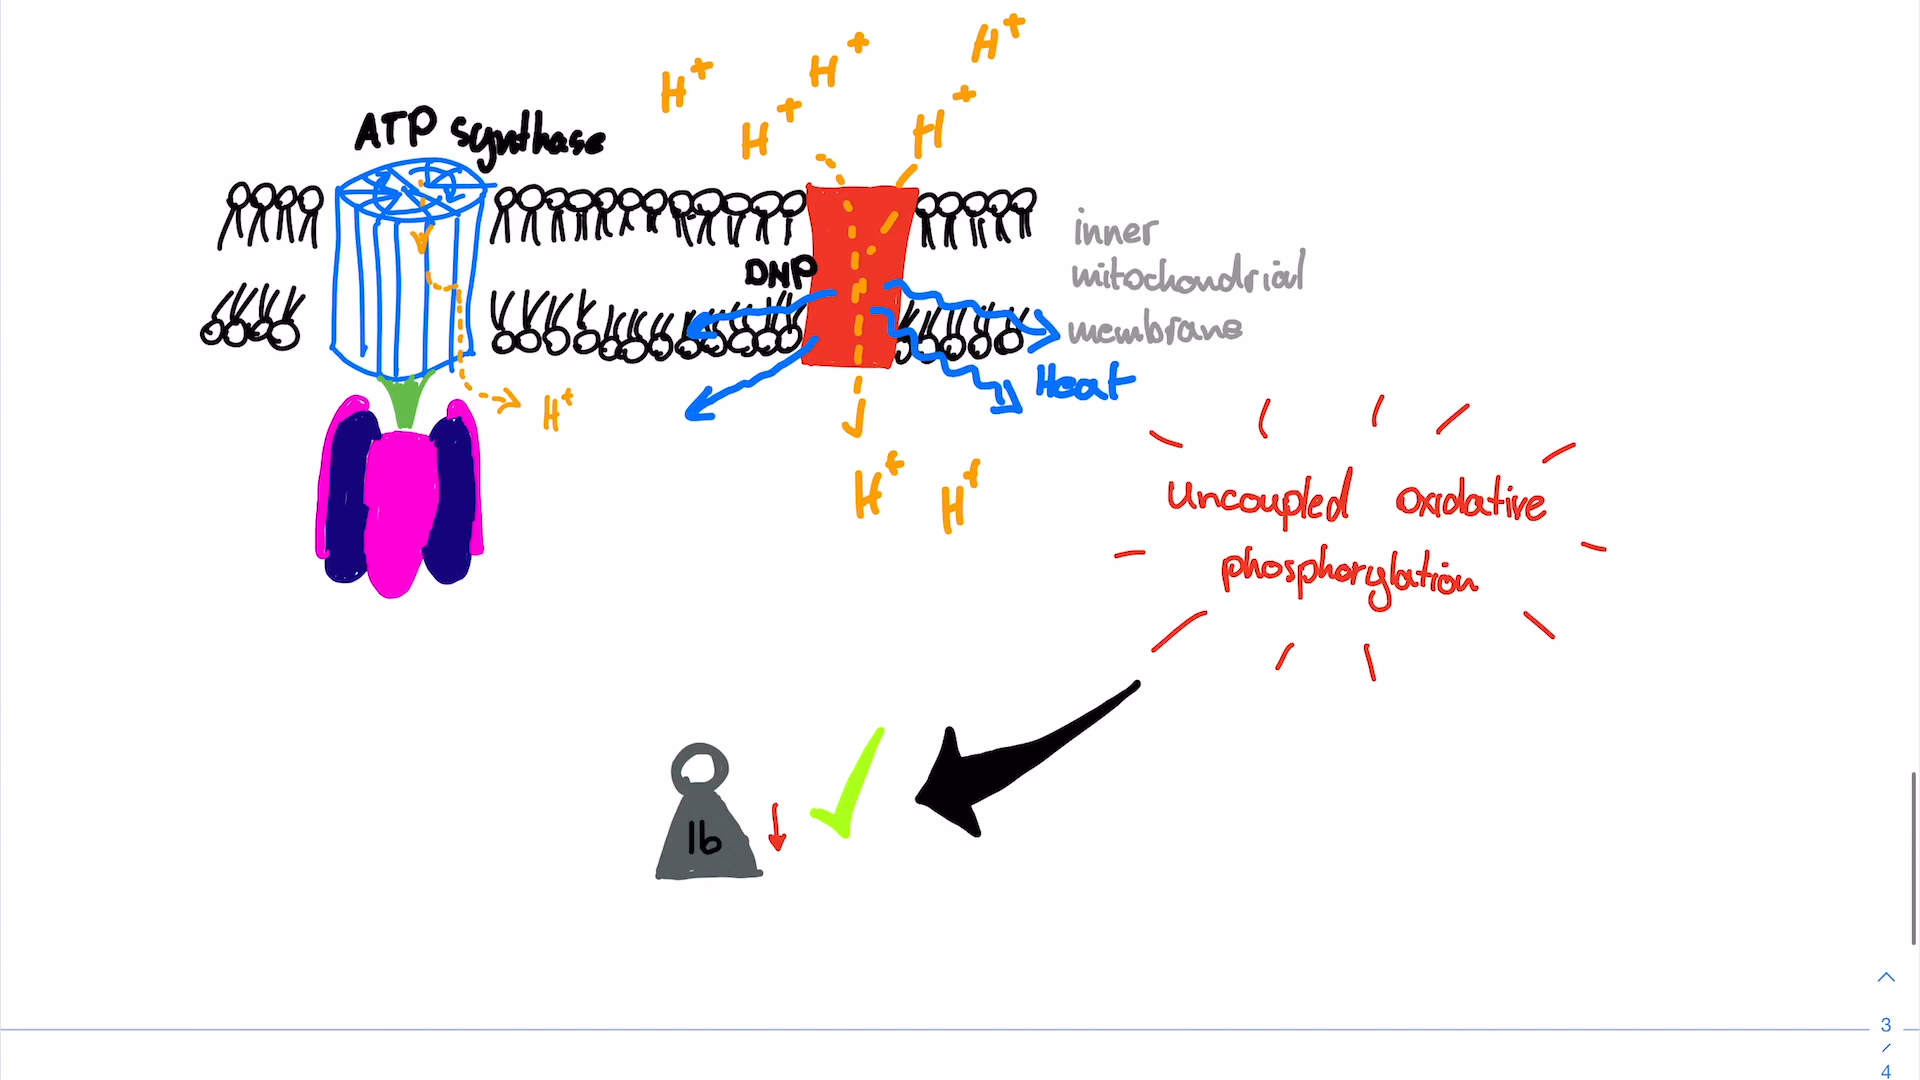 H+
H+
H+
H+
H+
ATP synthase
DNP
inner
mitochondrial
membrane
Heat
H+
H+
H+
uncoupled oxidative
phosphorylation
lb
3
/
4